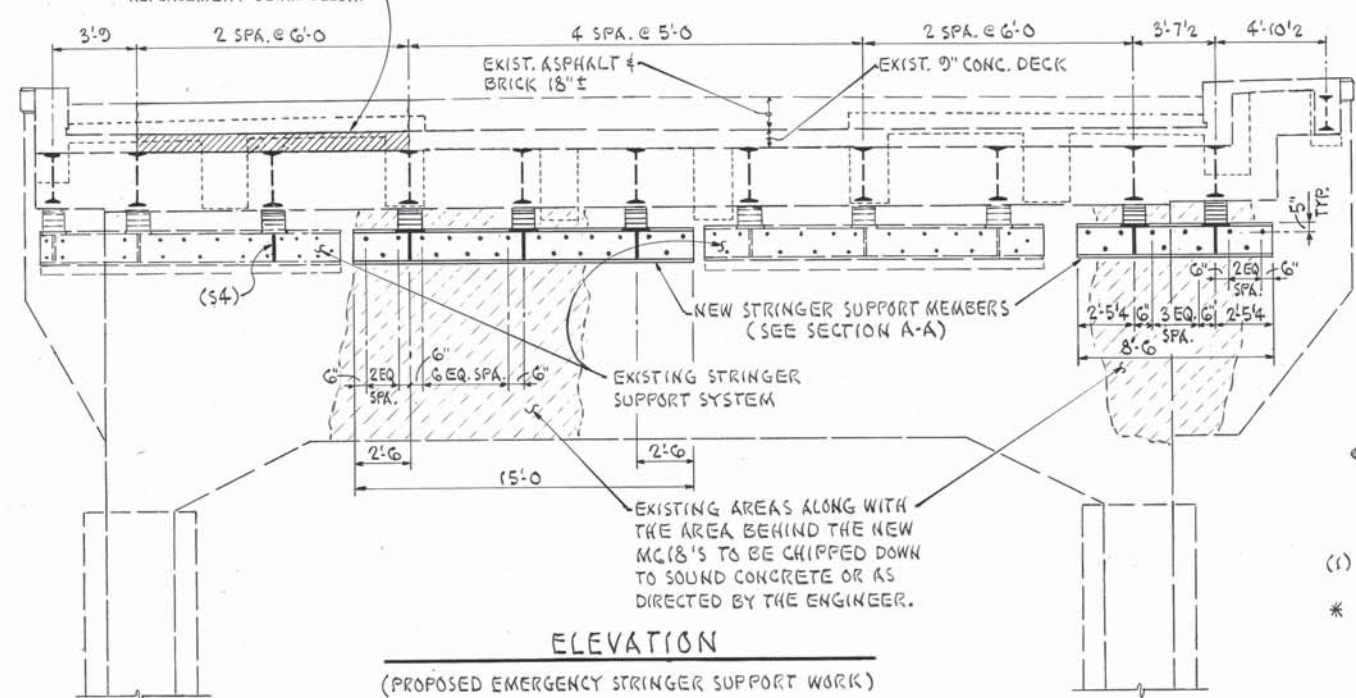 3'-9
2 SPA. @ 6'-0
4 SPA. @ 5'-0
2 SPA. @ 6'-0
3'-7½
4'-10½
EXIST. ASPHALT &
BRICK 18"±
EXIST. 9" CONC. DECK
5"
TYP.
(S4)
NEW STRINGER SUPPORT MEMBERS
(SEE SECTION A-A)
6"
2 EQ
SPA.
6"
2'-5¼
6"
3 EQ.
SPA.
6"
2'-5¼
8'-6
6"
2 EQ
SPA.
6"
6 EQ. SPA.
6"
EXISTING STRINGER
SUPPORT SYSTEM
2'-6
2'-6
15'-0
EXISTING AREAS ALONG WITH
THE AREA BEHIND THE NEW
MC18'S TO BE CHIPPED DOWN
TO SOUND CONCRETE OR AS
DIRECTED BY THE ENGINEER.
(1)
*
ELEVATION
(PROPOSED EMERGENCY STRINGER SUPPORT WORK)